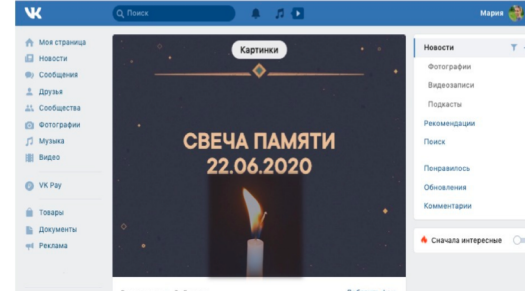 Поиск
Мария
Моя страница
Новости
Сообщения
Друзья
Сообщества
Фотографии
Музыка
Видео
VK Pay
Товары
Документы
Реклама
Картинки
СВЕЧА ПАМЯТИ
22.06.2020
Новости
Фотографии
Видеозаписи
Подкасты
Рекомендации
Поиск
Понравилось
Обновления
Комментарии
Сначала интересные